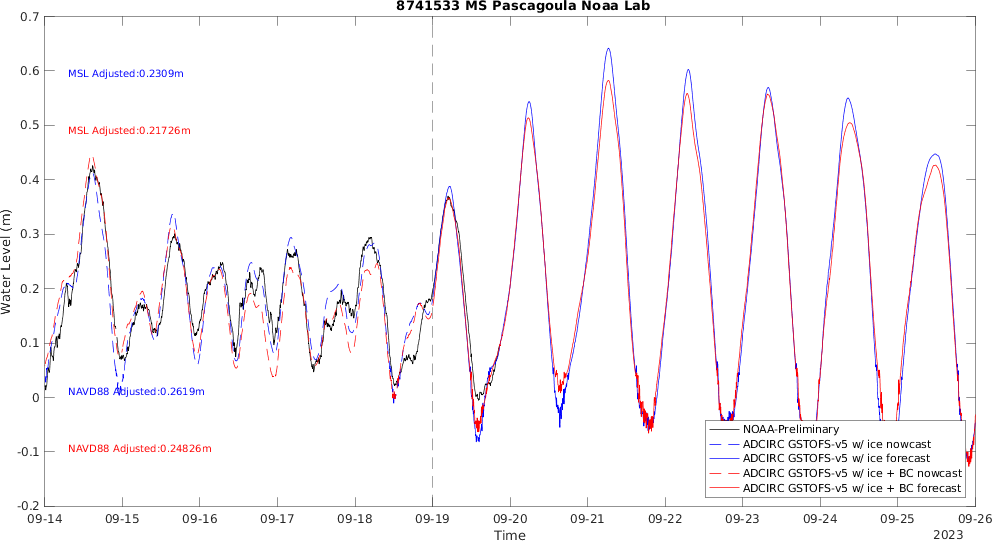 8741533 MS Pascagoula Noaa Lab
0.7
0.6
0.5
0.4
0.3
0.2
0.1
0
-0.1
-0.2
Water Level (m)
MSL Adjusted:0.2309m
MSL Adjusted:0.21726m
NAVD88 Adjusted:0.2619m
NAVD88 Adjusted:0.24826m
NOAA-Preliminary
ADCIRC GSTOFS-v5 w/ ice nowcast
ADCIRC GSTOFS-v5 w/ ice forecast
ADCIRC GSTOFS-v5 w/ ice + BC nowcast
ADCIRC GSTOFS-v5 w/ ice + BC forecast
09-14 09-15 09-16 09-17 09-18 09-19 09-20 09-21 09-22 09-23 09-24 09-25 09-26
Time
2023